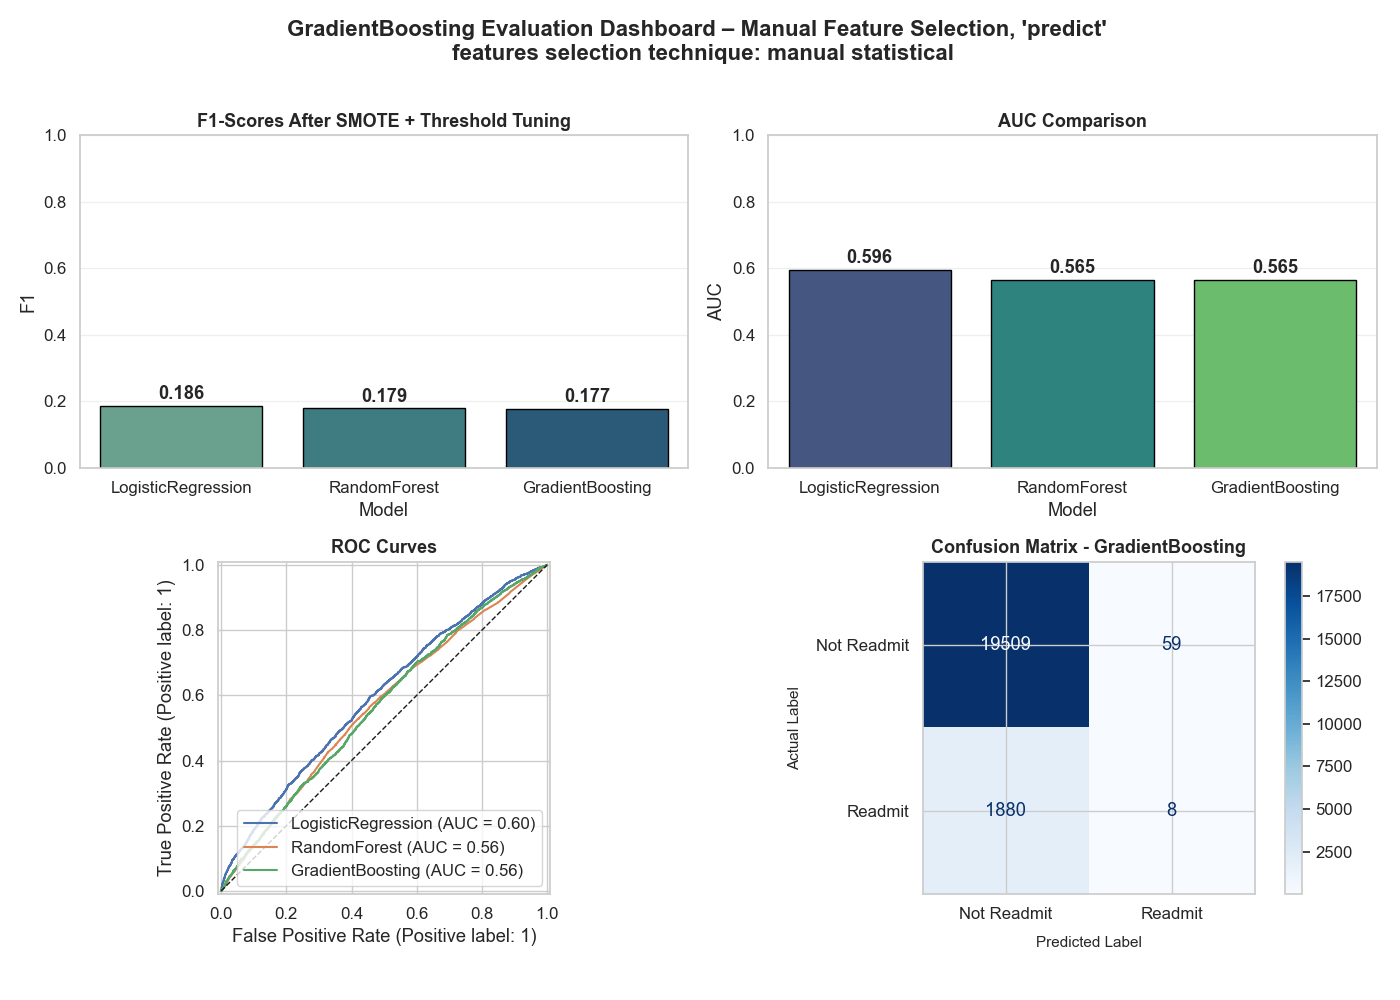 GradientBoosting Evaluation Dashboard – Manual Feature Selection, 'predict'
features selection technique: manual statistical
F1-Scores After SMOTE + Threshold Tuning
1.0
0.8
0.6
0.4
0.2
0.0
F1
0.186
0.179
0.177
LogisticRegression
RandomForest
GradientBoosting
Model
AUC Comparison
1.0
0.8
0.6
0.4
0.2
0.0
AUC
0.596
0.565
0.565
LogisticRegression
RandomForest
GradientBoosting
Model
ROC Curves
1.0
0.8
0.6
0.4
0.2
0.0
True Positive Rate (Positive label: 1)
LogisticRegression (AUC = 0.60)
RandomForest (AUC = 0.56)
GradientBoosting (AUC = 0.56)
0.0
0.2
0.4
0.6
0.8
1.0
False Positive Rate (Positive label: 1)
Confusion Matrix - GradientBoosting
Actual Label
Not Readmit
19509
59
Readmit
1880
8
Not Readmit
Readmit
Predicted Label
17500
15000
12500
10000
7500
5000
2500